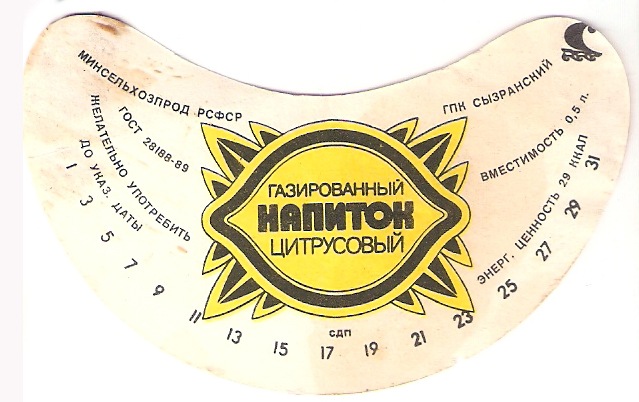 МИНСЕЛЬХОЗПРОД РСФСР
ГОСТ 28188-89
ЖЕЛАТЕЛЬНО УПОТРЕБИТЬ
ДО УКАЗ. ДАТЫ
ГПК СЫЗРАНСКИЙ
ВМЕСТИМОСТЬ 0,5 л.
ЭНЕРГ. ЦЕННОСТЬ 29 ККАЛ
ГАЗИРОВАННЫЙ
НАПИТОК
ЦИТРУСОВЫЙ
СДП
1 3 5 7 9 11 13 15 17 19 21 23 25 27 29 31